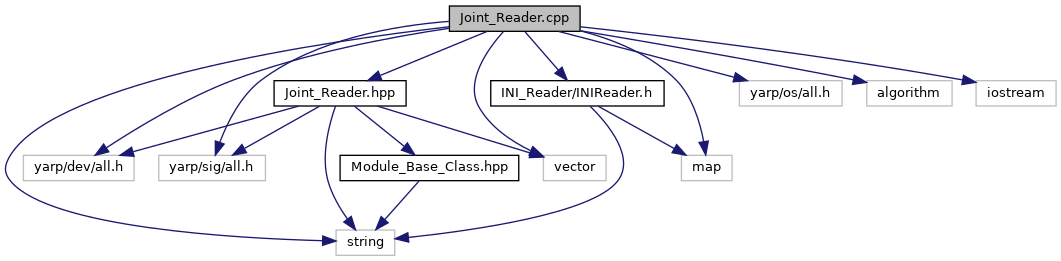 Joint_Reader.cpp
Joint_Reader.hpp
INI_Reader/INIReader.h
yarp/os/all.h
algorithm
iostream
yarp/dev/all.h
yarp/sig/all.h
Module_Base_Class.hpp
vector
map
string